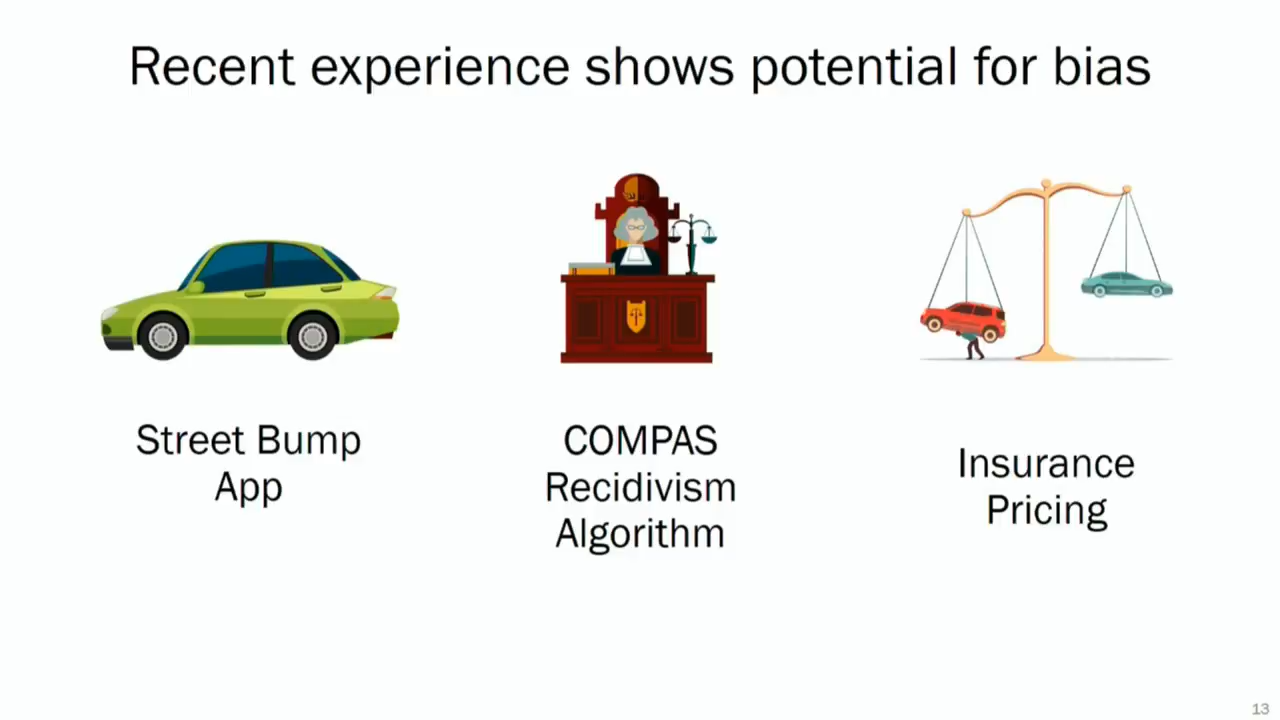 Recent experience shows potential for bias
Street Bump
App
COMPAS
Recidivism
Algorithm
Insurance
Pricing
13